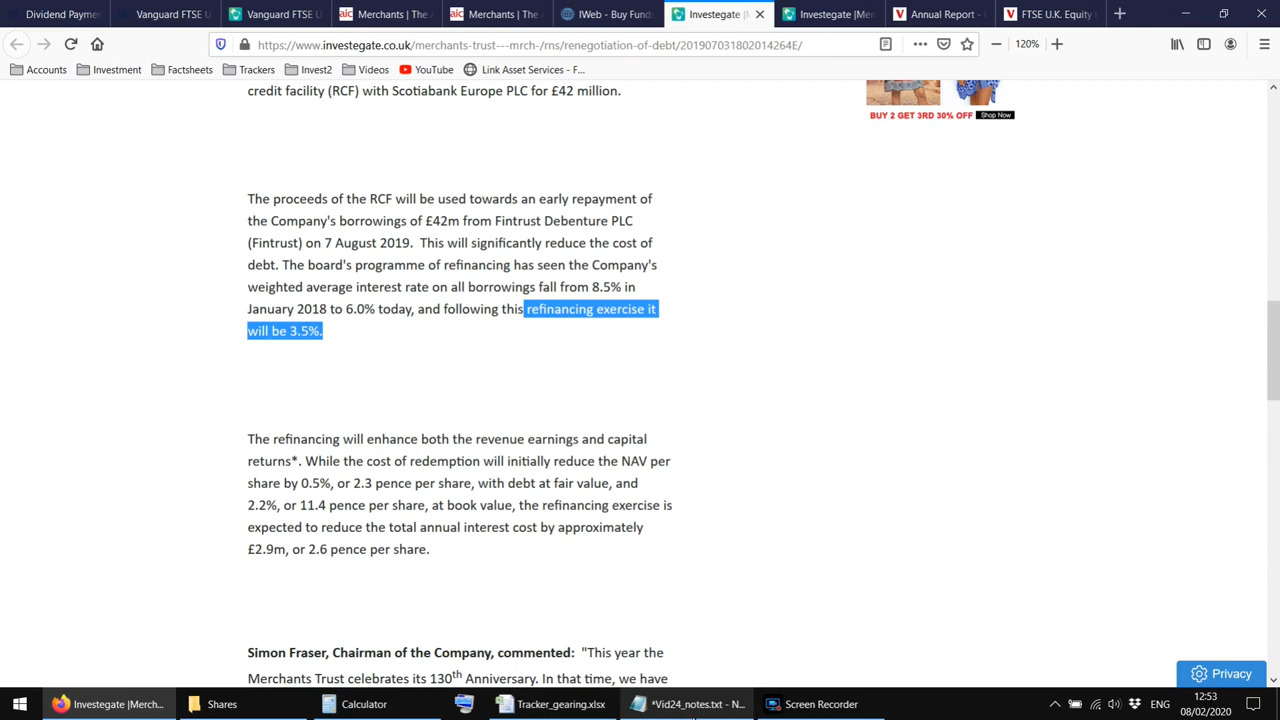 Dividend Paymen
Vanguard FTSE U
Vanguard FTSE U
aic Merchants | The A
aic Merchants | The A
IWeb - Buy Funds
Investegate |M
Investegate |Mer
Annual Report -
FTSE U.K. Equity I
https://www.investegate.co.uk/merchants-trust---mrch-/rns/renegotiation-of-debt/201907031802014264E/
120%
Accounts
Investment
Factsheets
Trackers
Invest2
Videos
YouTube
Link Asset Services - F...
credit facility (RCF) with Scotiabank Europe PLC for £42 million.
BUY 2 GET 3RD 30% OFF Shop Now
The proceeds of the RCF will be used towards an early repayment of
the Company's borrowings of £42m from Fintrust Debenture PLC
(Fintrust) on 7 August 2019. This will significantly reduce the cost of
debt. The board's programme of refinancing has seen the Company's
weighted average interest rate on all borrowings fall from 8.5% in
January 2018 to 6.0% today, and following this refinancing exercise it
will be 3.5%.
The refinancing will enhance both the revenue earnings and capital
returns*. While the cost of redemption will initially reduce the NAV per
share by 0.5%, or 2.3 pence per share, with debt at fair value, and
2.2%, or 11.4 pence per share, at book value, the refinancing exercise is
expected to reduce the total annual interest cost by approximately
£2.9m, or 2.6 pence per share.
Simon Fraser, Chairman of the Company, commented: "This year the
Merchants Trust celebrates its 130th Anniversary. In that time, we have
Privacy
Investegate |Merch...
Shares
Calculator
Tracker_gearing.xlsx
*Vid24_notes.txt - N...
Screen Recorder
ENG
12:53
08/02/2020